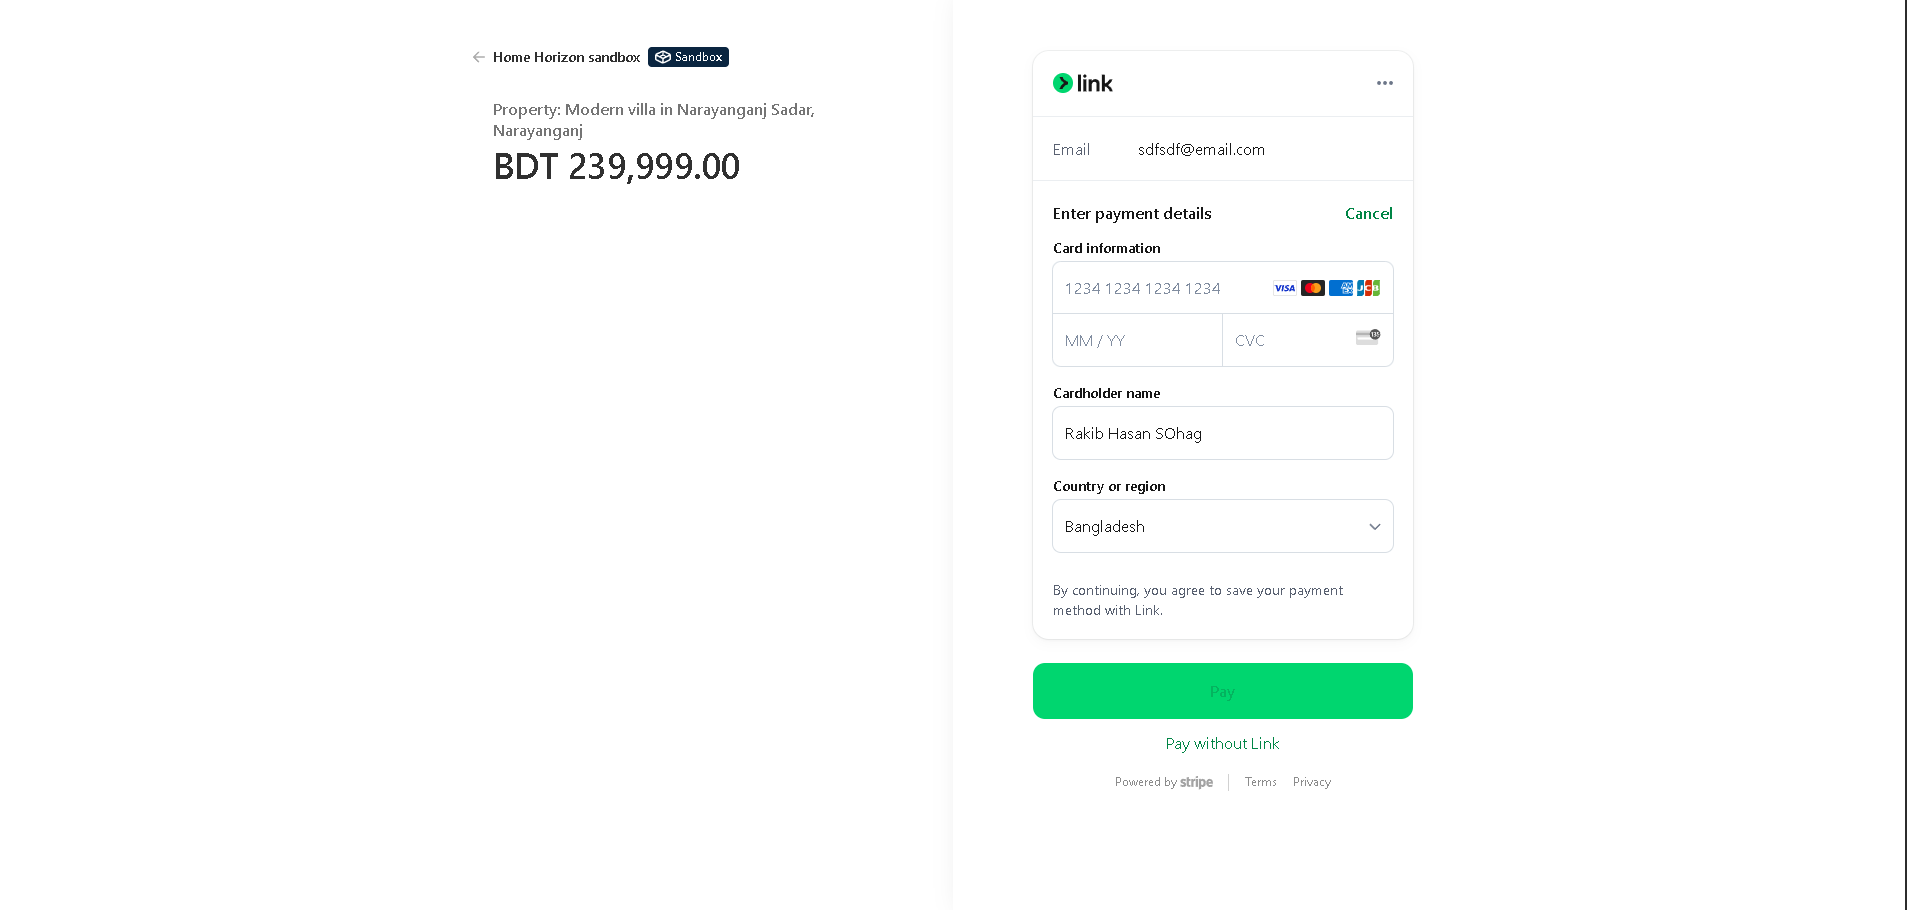 Home Horizon sandbox Sandbox
Property: Modern villa in Narayanganj Sadar,
Narayanganj
BDT 239,999.00
link
Email sdfsdf@email.com
Enter payment details Cancel
Card information
1234 1234 1234 1234 VISA AMEX JCB
MM / YY CVC 135
Cardholder name
Rakib Hasan SOhag
Country or region
Bangladesh
By continuing, you agree to save your payment
method with Link.
Pay
Pay without Link
Powered by stripe Terms Privacy